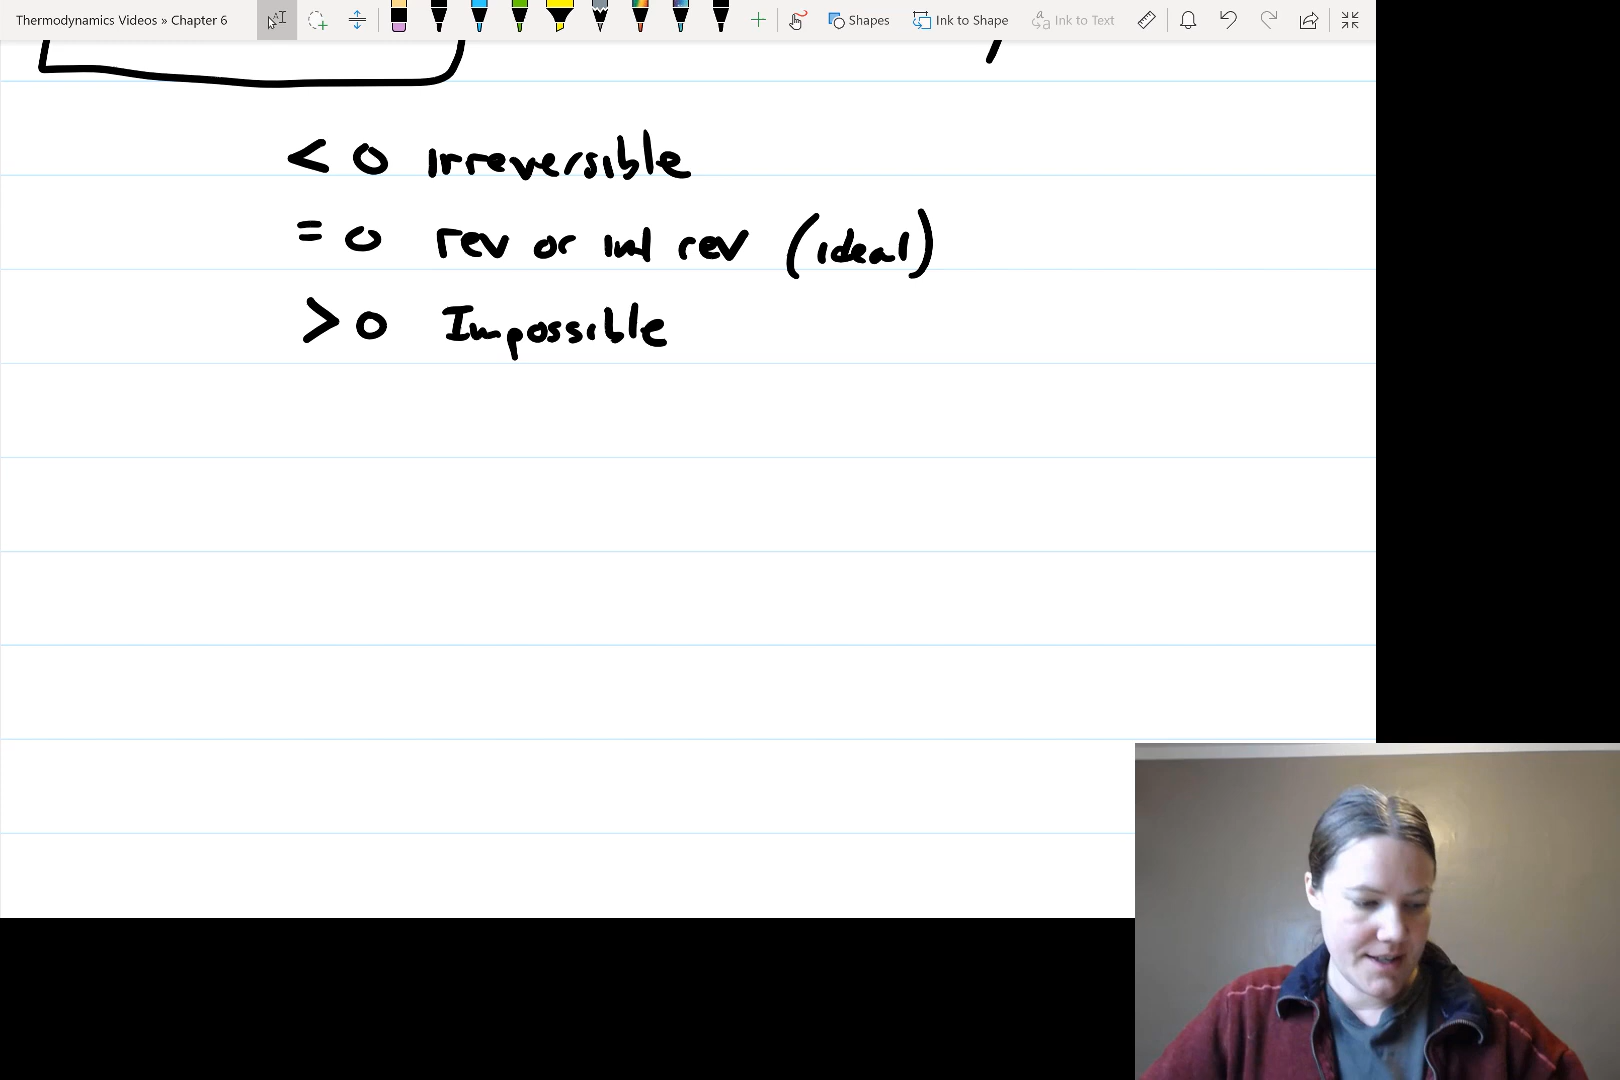 Thermodynamics Videos » Chapter 6
Shapes
Ink to Shape
Ink to Text
< 0 irreversible
= 0 rev or int rev (ideal)
> 0 Impossible